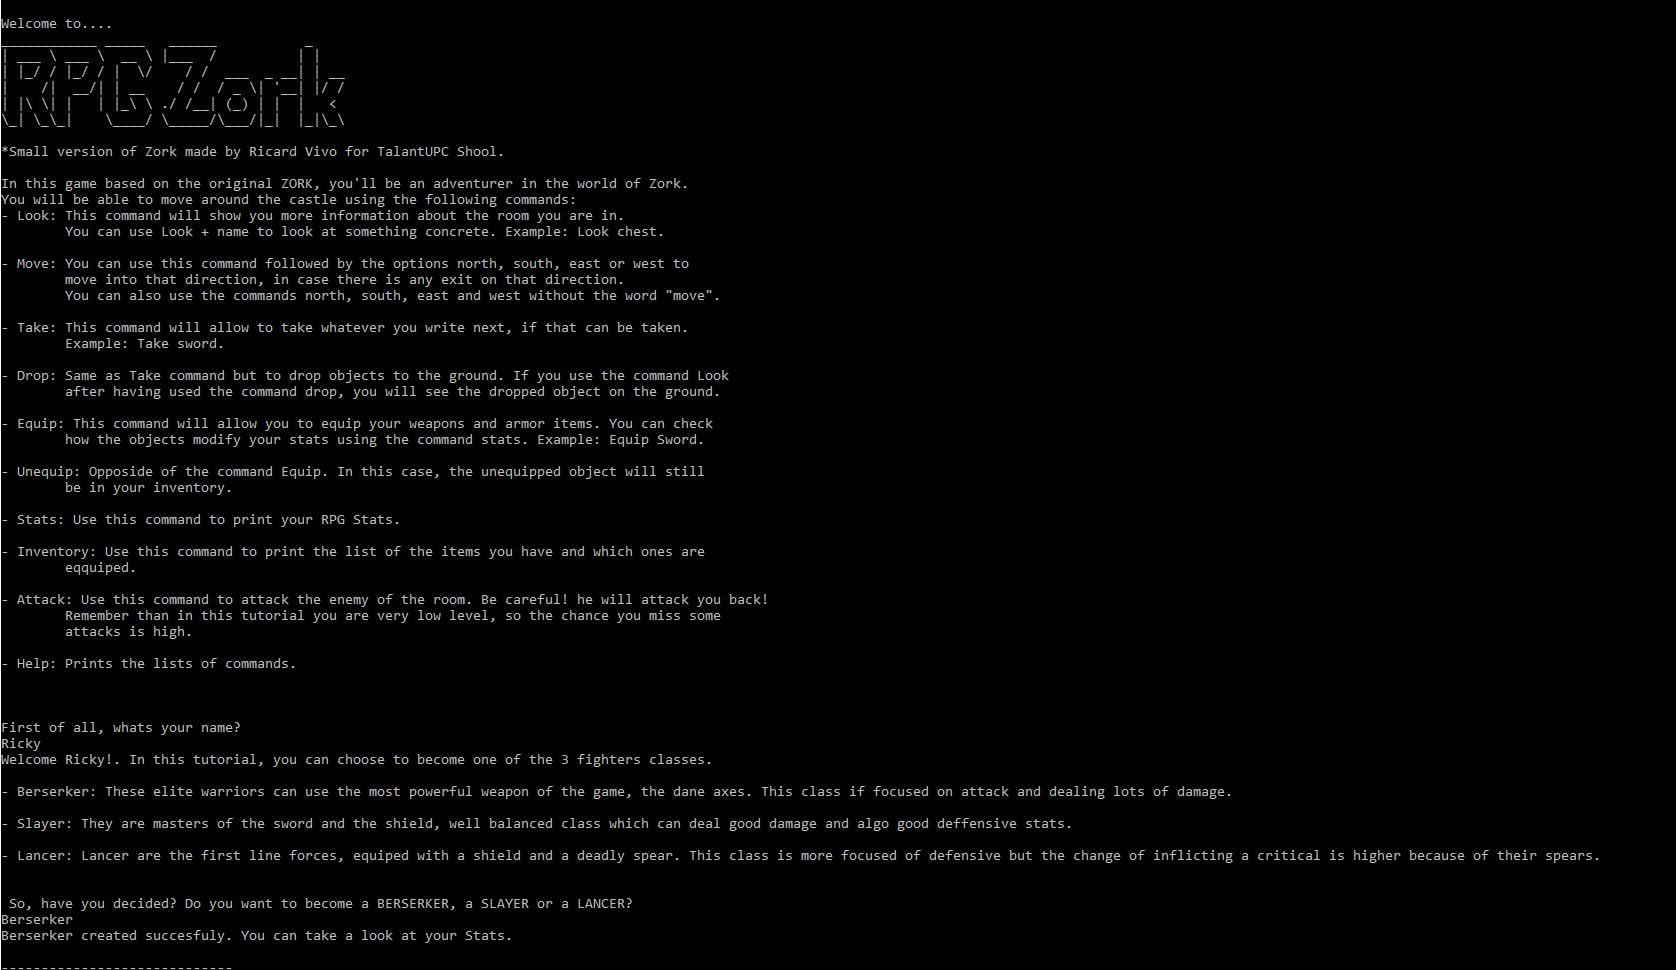 Welcome to....
RPG Zork
*Small version of Zork made by Ricard Vivo for TalantUPC Shool.
In this game based on the original ZORK, you'll be an adventurer in the world of Zork.
You will be able to move around the castle using the following commands:
- Look: This command will show you more information about the room you are in.
You can use Look + name to look at something concrete. Example: Look chest.
- Move: You can use this command followed by the options north, south, east or west to
move into that direction, in case there is any exit on that direction.
You can also use the commands north, south, east and west without the word "move".
- Take: This command will allow to take whatever you write next, if that can be taken.
Example: Take sword.
- Drop: Same as Take command but to drop objects to the ground. If you use the command Look
after having used the command drop, you will see the dropped object on the ground.
- Equip: This command will allow you to equip your weapons and armor items. You can check
how the objects modify your stats using the command stats. Example: Equip Sword.
- Unequip: Opposide of the command Equip. In this case, the unequipped object will still
be in your inventory.
- Stats: Use this command to print your RPG Stats.
- Inventory: Use this command to print the list of the items you have and which ones are
eqquiped.
- Attack: Use this command to attack the enemy of the room. Be careful! he will attack you back!
Remember than in this tutorial you are very low level, so the chance you miss some
attacks is high.
- Help: Prints the lists of commands.
First of all, whats your name?
Ricky
Welcome Ricky!. In this tutorial, you can choose to become one of the 3 fighters classes.
- Berserker: These elite warriors can use the most powerful weapon of the game, the dane axes. This class if focused on attack and dealing lots of damage.
- Slayer: They are masters of the sword and the shield, well balanced class which can deal good damage and algo good deffensive stats.
- Lancer: Lancer are the first line forces, equiped with a shield and a deadly spear. This class is more focused of defensive but the change of inflicting a critical is higher because of their spears.
So, have you decided? Do you want to become a BERSERKER, a SLAYER or a LANCER?
Berserker
Berserker created succesfuly. You can take a look at your Stats.
-----------------------------